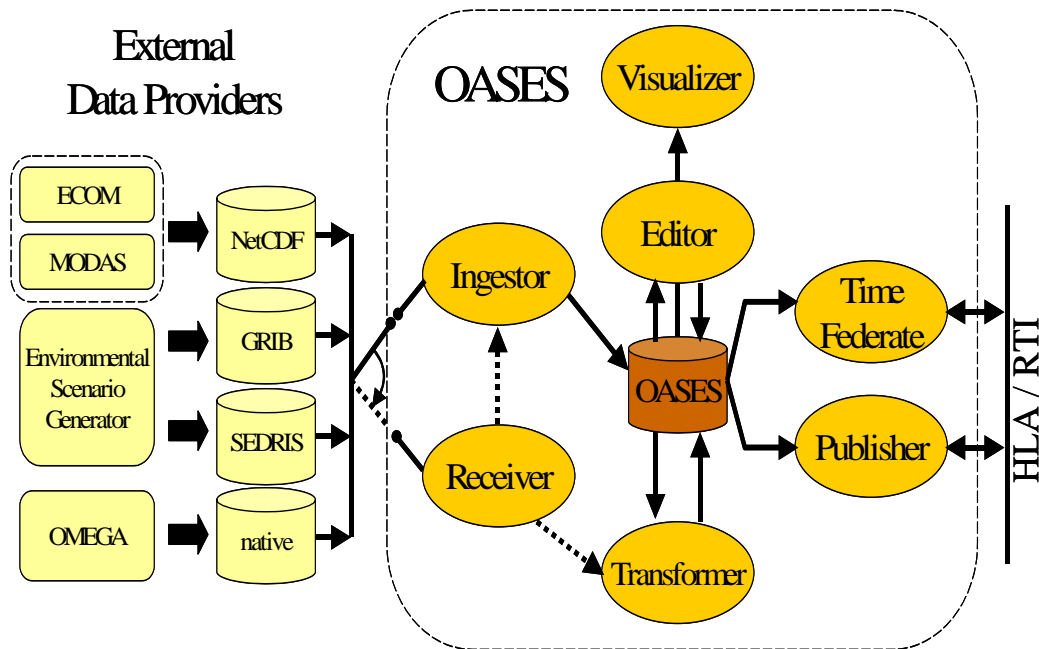 External
Data Providers
ECOM
MODAS
Environmental
Scenario
Generator
OMEGA
NetCDF
GRIB
SEDRIS
native
OASES
Visualizer
Editor
Ingestor
OASES
Receiver
Transformer
Time
Federate
Publisher
HLA / RTI